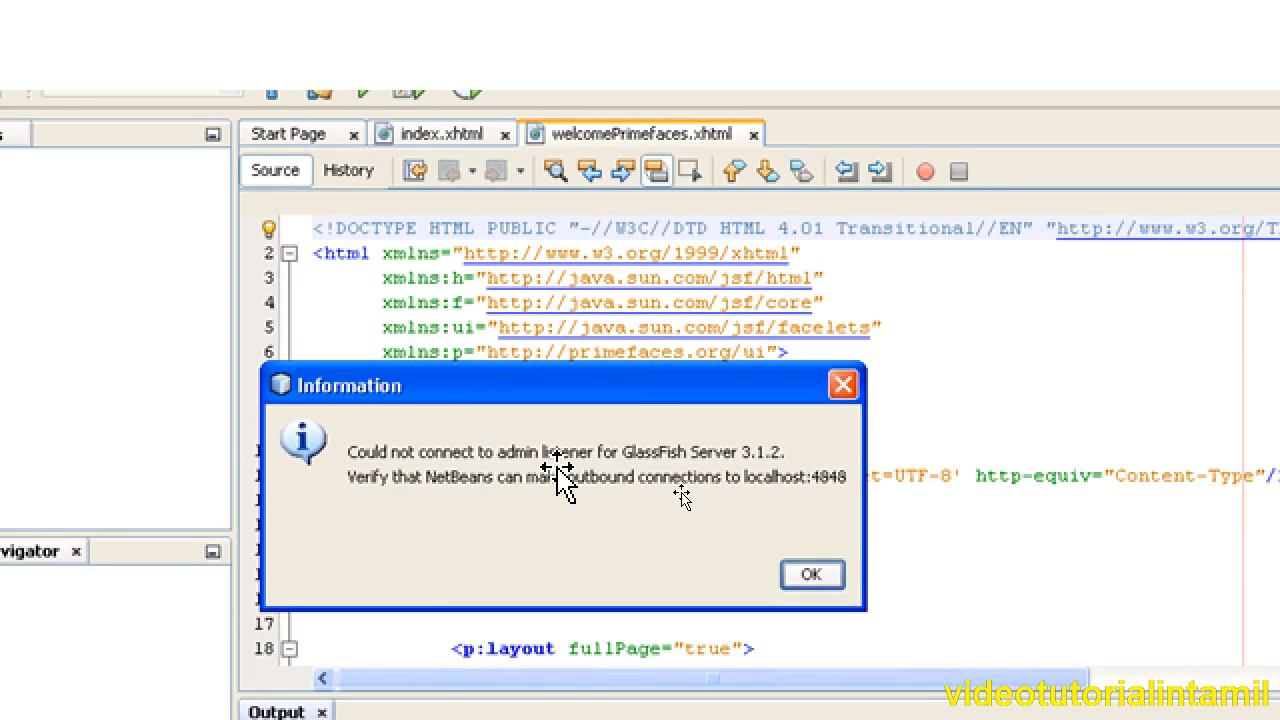 Start Page
index.xhtml
welcomePrimefaces.xhtml
Source
History
<!DOCTYPE HTML PUBLIC "-//W3C//DTD HTML 4.01 Transitional//EN" "http://www.w3.org/T
2 <html xmlns="http://www.w3.org/1999/xhtml"
3 xmlns:h="http://java.sun.com/jsf/html"
4 xmlns:f="http://java.sun.com/jsf/core"
5 xmlns:ui="http://java.sun.com/jsf/facelets"
6 xmlns:p="http://primefaces.org/ui">
Information
Could not connect to admin listener for GlassFish Server 3.1.2.
Verify that NetBeans can make outbound connections to localhost:4848
t=UTF-8' http-equiv="Content-Type"/
OK
vigator
17
18 <p:layout fullPage="true">
Output
videotutorialintamil